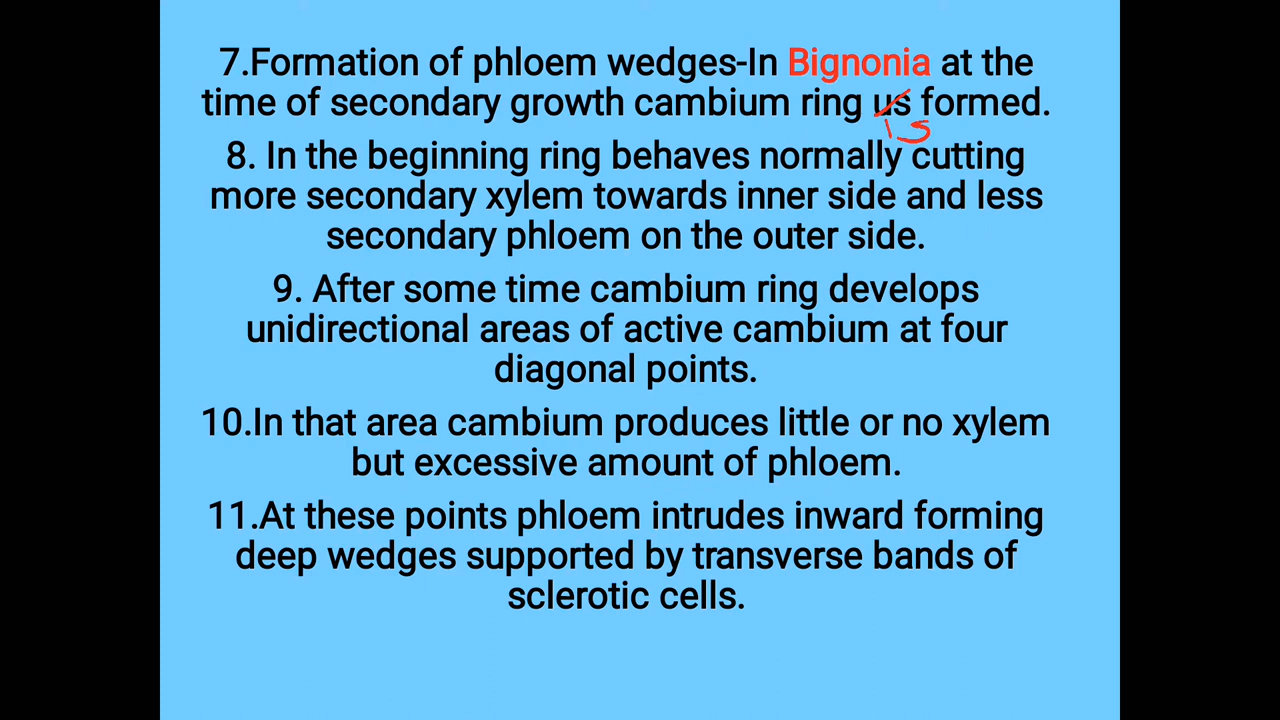 7.Formation of phloem wedges-In Bignonia at the
time of secondary growth cambium ring us formed.
is
8. In the beginning ring behaves normally cutting
more secondary xylem towards inner side and less
secondary phloem on the outer side.
9. After some time cambium ring develops
unidirectional areas of active cambium at four
diagonal points.
10.In that area cambium produces little or no xylem
but excessive amount of phloem.
11.At these points phloem intrudes inward forming
deep wedges supported by transverse bands of
sclerotic cells.